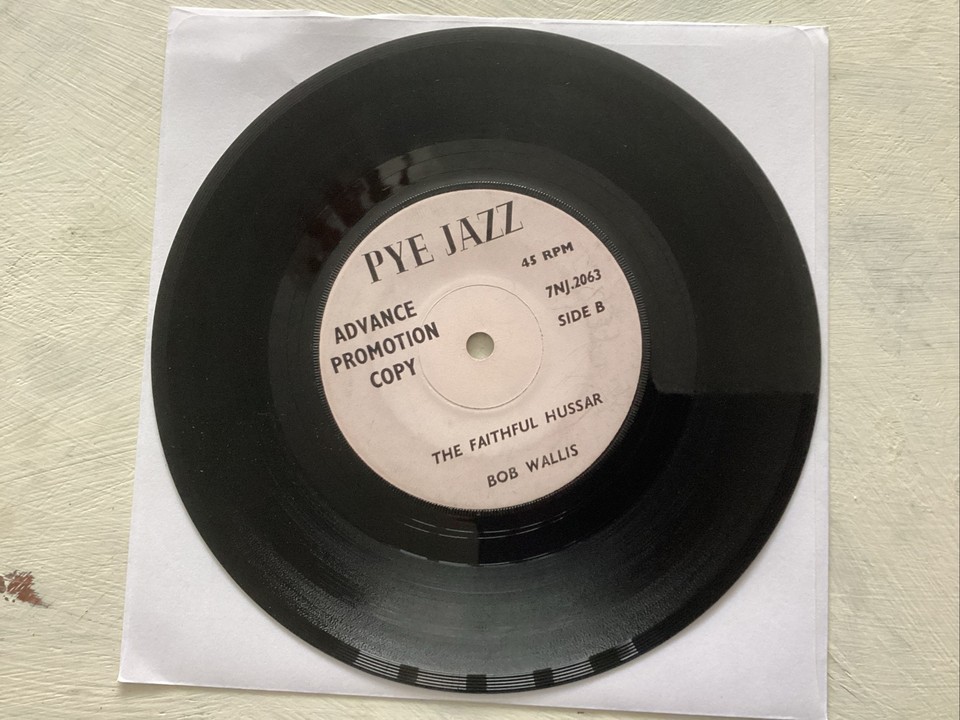 PYE JAZZ
45 RPM
7NJ.2063
SIDE B
ADVANCE
PROMOTION
COPY
THE FAITHFUL HUSSAR
BOB WALLIS